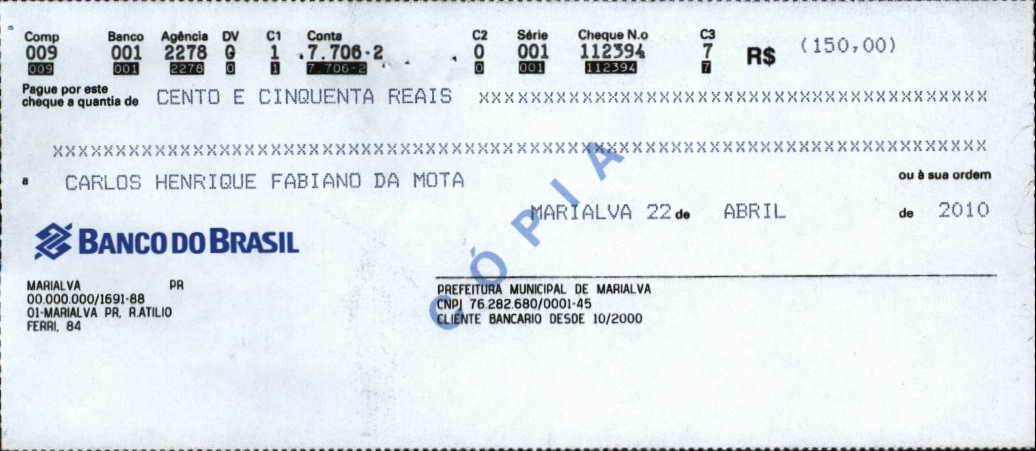 Comp Banco Agência DV C1 Conta C2 Série Cheque N.o C3
009 001 2278 Q 1 .7.706-2 0 001 112394 7 R$ (150,00)
009 001 2278 0 1 7.706-2 0 001 112394 7
Pague por este
cheque a quantia de CENTO E CINQUENTA REAIS XXXXXXXXXXXXXXXXXXXXXXXXXXXXXXXXXXXXXXXXXXXXXXXX
XXXXXXXXXXXXXXXXXXXXXXXXXXXXXXXXXXXXXXXXXXXXXXXXXXXXXXXXXXXXXXXXXXXXXXXXXXXXXXXXXXXXXXXX
a CARLOS HENRIQUE FABIANO DA MOTA ou à sua ordem
MARIALVA 22 de ABRIL de 2010
CÓPIA
BANCO DO BRASIL
MARIALVA PR
00.000.000/1691-88
01-MARIALVA PR, R.ATILIO
FERRI, 84
PREFEITURA MUNICIPAL DE MARIALVA
CNPJ 76.282.680/0001-45
CLIENTE BANCARIO DESDE 10/2000